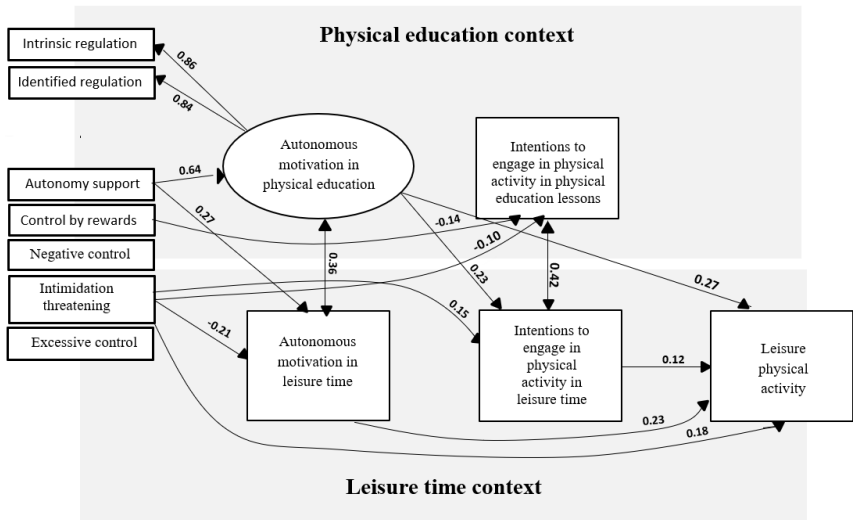 Physical education context
Intrinsic regulation
Identified regulation
0.86
0.84
Autonomous
motivation in
physical education
Intentions to
engage in physical
activity in physical
education lessons
Autonomy support
0.64
Control by rewards
0.27
-0.14
Negative control
-0.10
0.36
0.23
0.42
0.27
Intimidation
threatening
0.15
Excessive control
-0.21
Autonomous
motivation in
leisure time
Intentions to
engage in
physical
activity in
leisure time
0.12
Leisure
physical
activity
0.23
0.18
Leisure time context